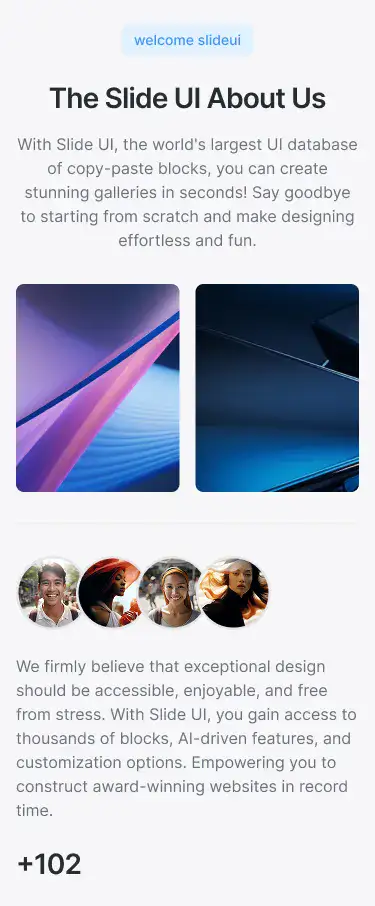 welcome slideui
The Slide UI About Us
With Slide UI, the world's largest UI database
of copy-paste blocks, you can create
stunning galleries in seconds! Say goodbye
to starting from scratch and make designing
effortless and fun.
We firmly believe that exceptional design
should be accessible, enjoyable, and free
from stress. With Slide UI, you gain access to
thousands of blocks, AI-driven features, and
customization options. Empowering you to
construct award-winning websites in record
time.
+102